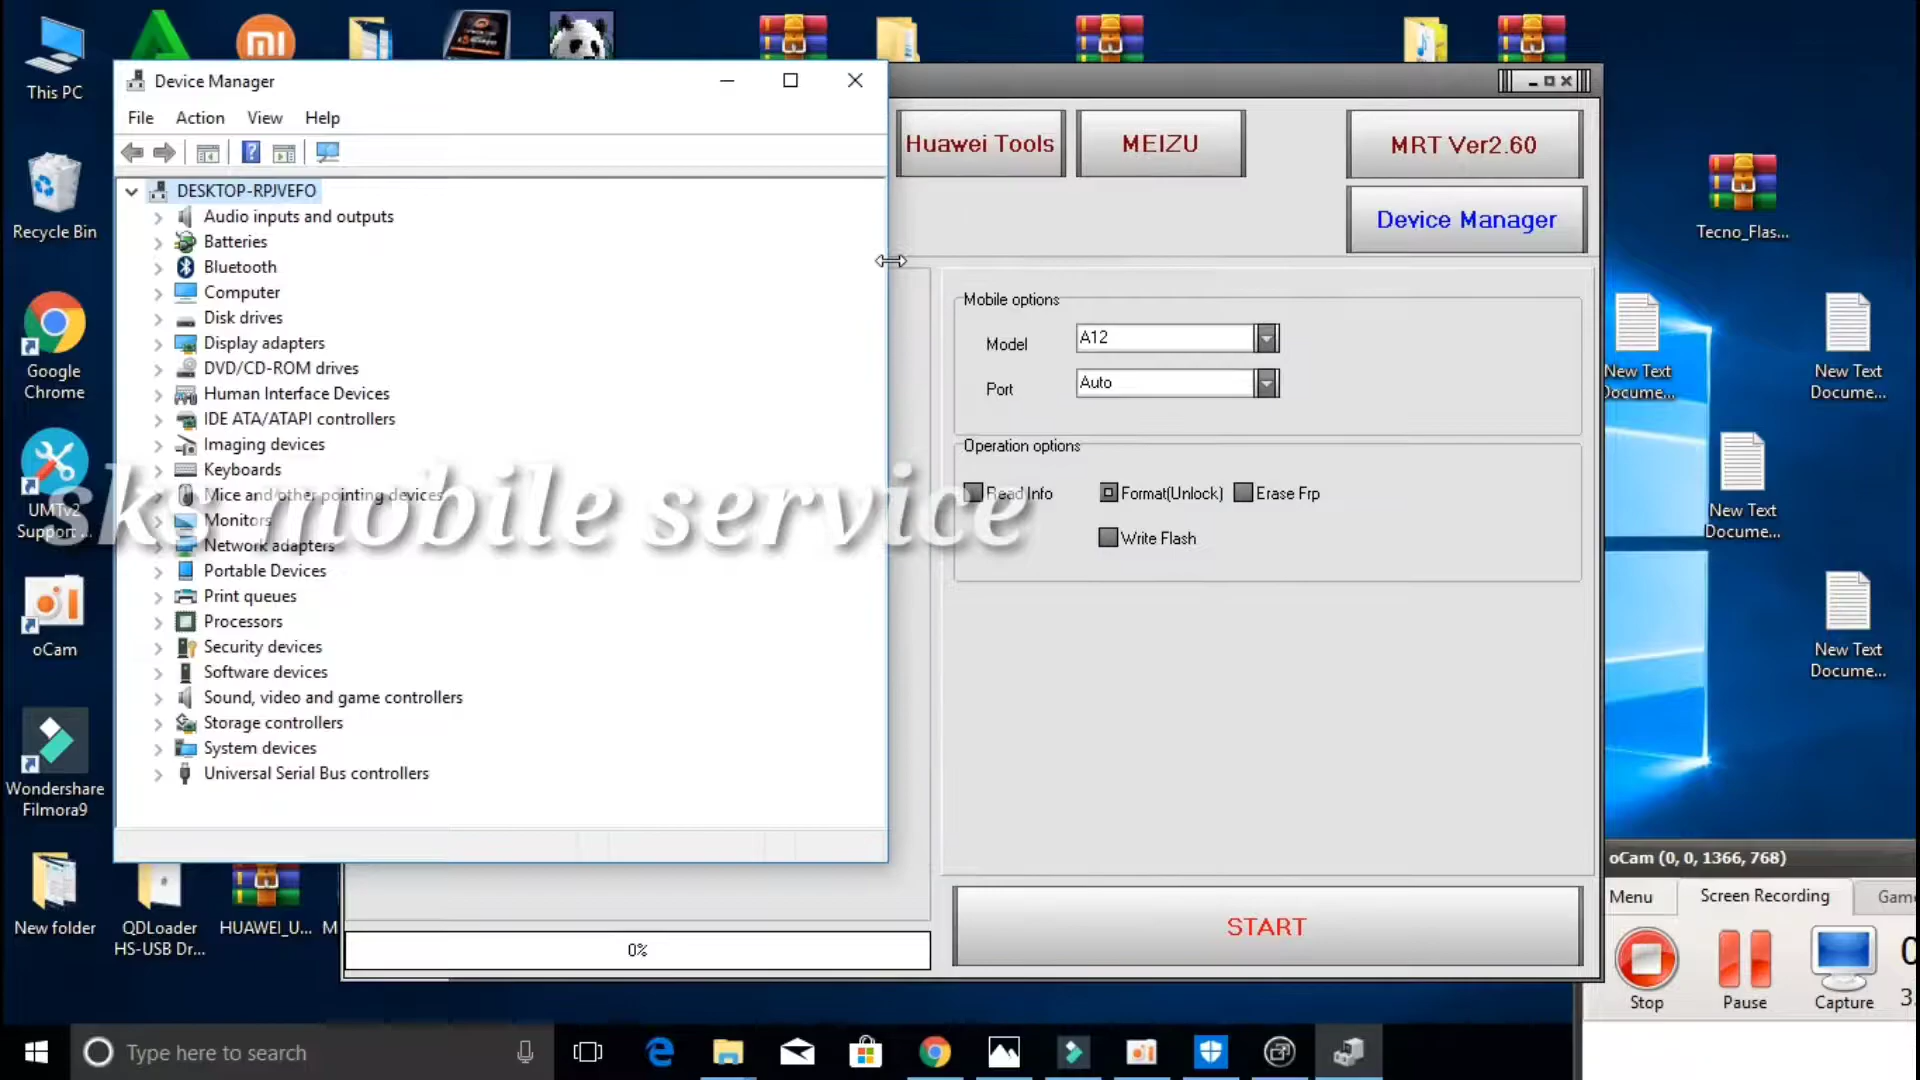 This PC
Recycle Bin
Google
Chrome
UMTv2
Support ...
oCam
Wondershare
Filmora9
New folder
QDLoader
HS-USB Dr...
HUAWEI_U...
M
Device Manager
File Action View Help
DESKTOP-RPJVEFO
Audio inputs and outputs
Batteries
Bluetooth
Computer
Disk drives
Display adapters
DVD/CD-ROM drives
Human Interface Devices
IDE ATA/ATAPI controllers
Imaging devices
Keyboards
Mice and other pointing devices
Monitors
Network adapters
Portable Devices
Print queues
Processors
Security devices
Software devices
Sound, video and game controllers
Storage controllers
System devices
Universal Serial Bus controllers
sks mobile service
Huawei Tools
MEIZU
MRT Ver2.60
Device Manager
Mobile options
Model A12
Port Auto
Operation options
Read Info Format(Unlock) Erase Frp
Write Flash
START
0%
Tecno_Flas...
New Text
Docume...
New Text
Docume...
New Text
Docume...
New Text
Docume...
oCam (0, 0, 1366, 768)
Menu Screen Recording Game
Stop Pause Capture
Type here to search